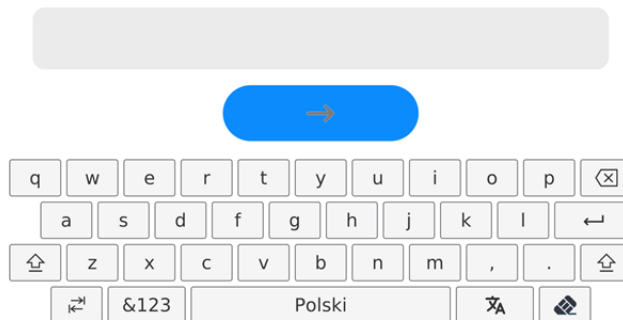 q w e r t y u i o p
a s d f g h j k l
z x c v b n m , .
&123 Polski